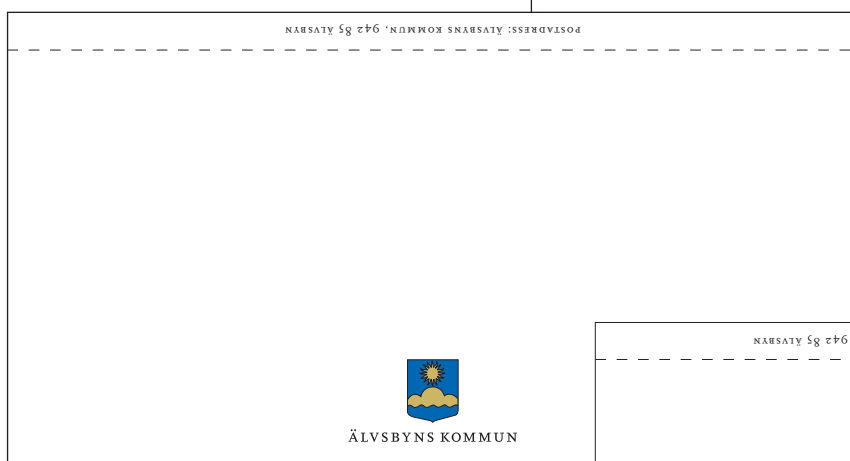 POSTADRESS: ÄLVSBYNS KOMMUN, 942 85 ÄLVSBYN
942 85 ÄLVSBYN
ÄLVSBYNS KOMMUN